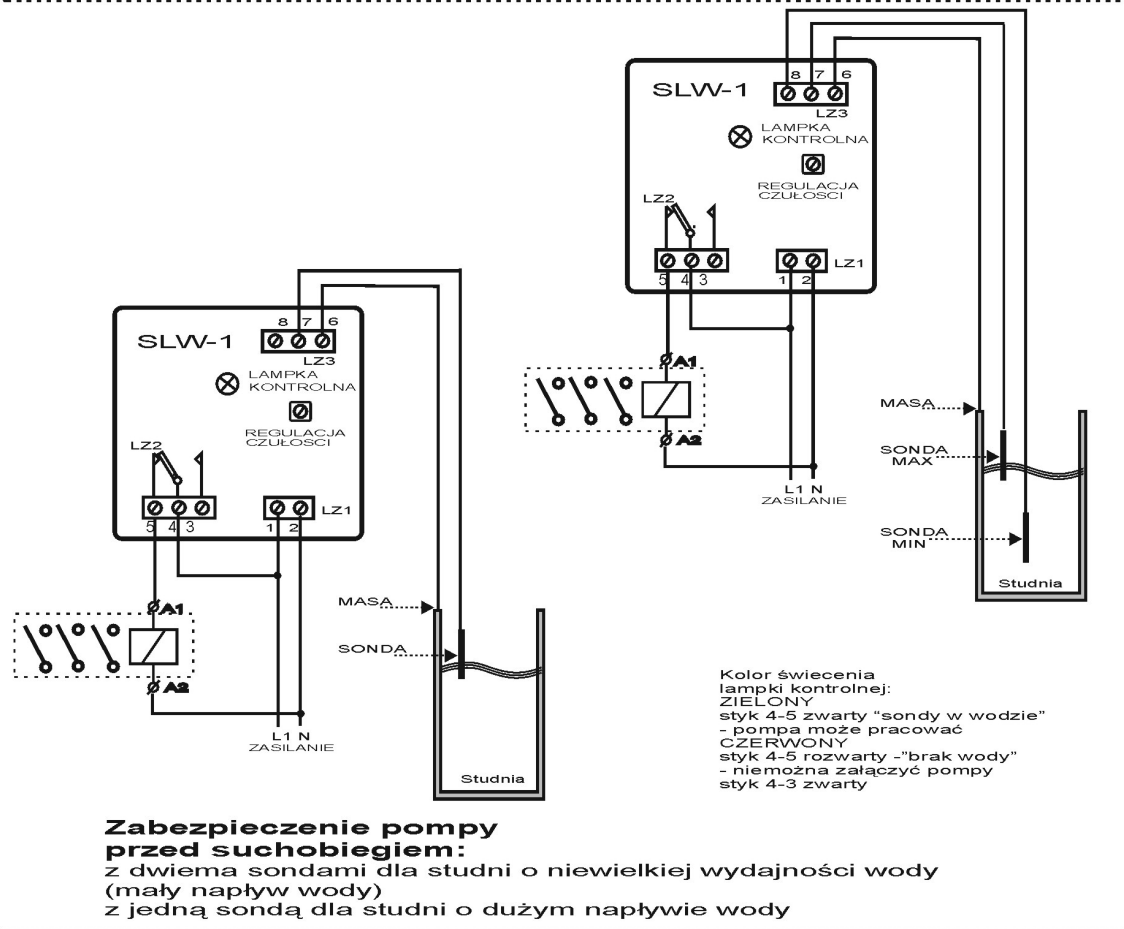 8 7 6
SLW-1
LZ3
LAMPKA
KONTROLNA
REGULACJA
CZUŁOSCI
LZ2
LZ1
5 4 3
1 2
A1
A2
L1 N
ZASILANIE
MASA
SONDA
MAX
SONDA
MIN
Studnia
8 7 6
SLW-1
LZ3
LAMPKA
KONTROLNA
REGULACJA
CZUŁOSCI
LZ2
LZ1
5 4 3
1 2
A1
A2
L1 N
ZASILANIE
MASA
SONDA
Studnia
Kolor świecenia
lampki kontrolnej:
ZIELONY
styk 4-5 zwarty “sondy w wodzie”
- pompa może pracować
CZERWONY
styk 4-5 rozwarty -”brak wody”
- niemożna załączyć pompy
styk 4-3 zwarty
Zabezpieczenie pompy
przed suchobiegiem:
z dwiema sondami dla studni o niewielkiej wydajności wody
(mały napływ wody)
z jedną sondą dla studni o dużym napływie wody